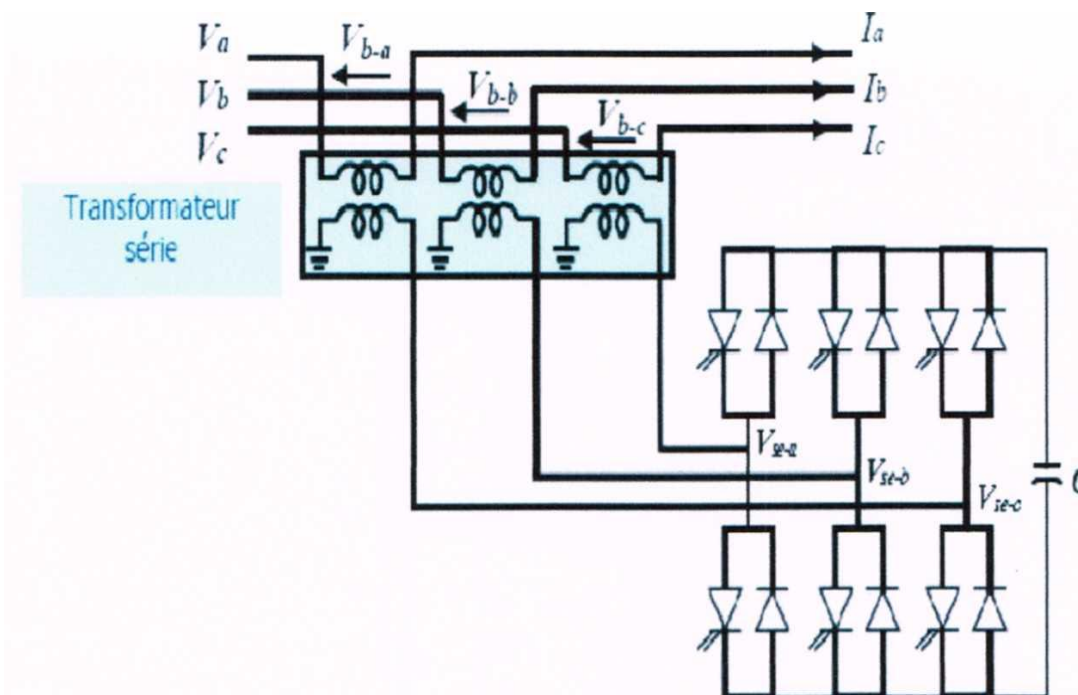 Va
Vb
Vc
Vb-a
Vb-b
Vb-c
Ia
Ib
Ic
Transformateur
série
Vse-a
Vse-b
Vse-c